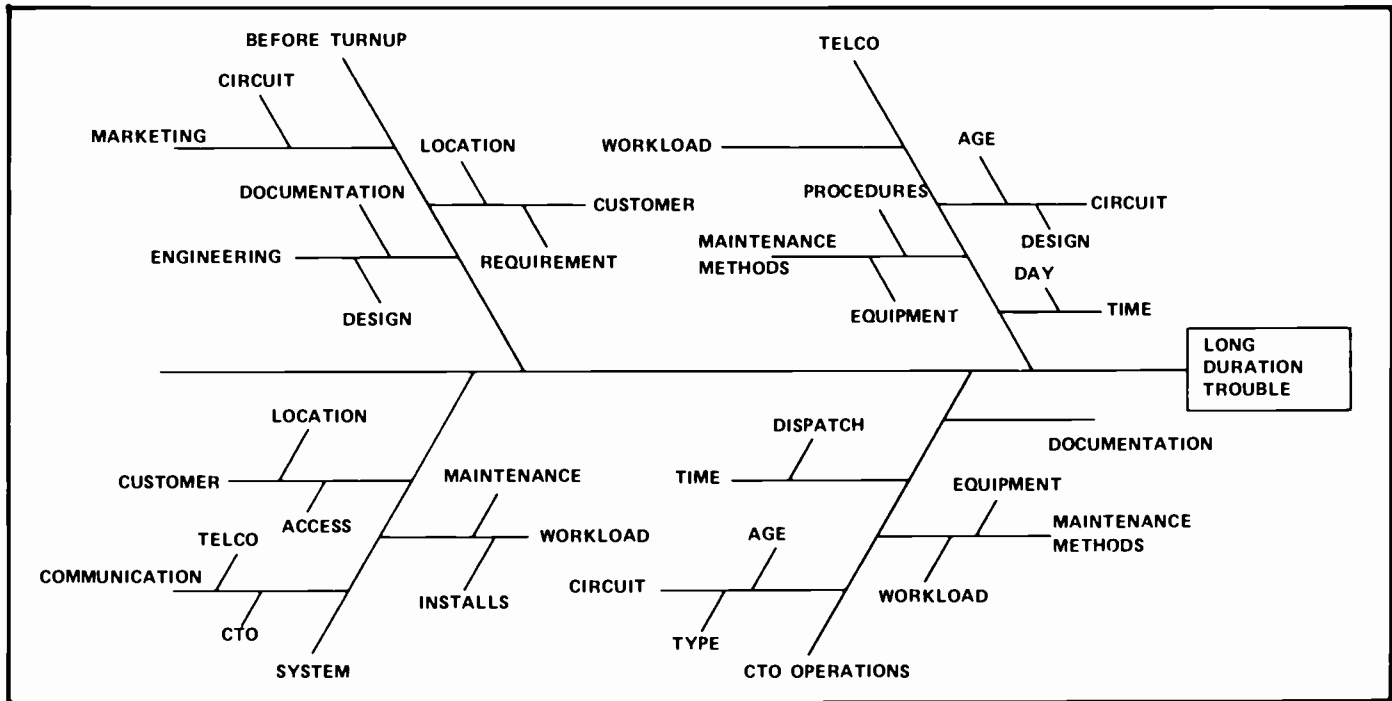 BEFORE TURNUP
TELCO
CIRCUIT
MARKETING
LOCATION
WORKLOAD
AGE
DOCUMENTATION
CUSTOMER
PROCEDURES
CIRCUIT
ENGINEERING
REQUIREMENT
MAINTENANCE
METHODS
DESIGN
DAY
DESIGN
EQUIPMENT
TIME
LONG
DURATION
TROUBLE
LOCATION
DISPATCH
DOCUMENTATION
CUSTOMER
MAINTENANCE
TIME
EQUIPMENT
ACCESS
TELCO
WORKLOAD
AGE
MAINTENANCE
METHODS
COMMUNICATION
INSTALLS
CIRCUIT
WORKLOAD
CTO
TYPE
SYSTEM
CTO OPERATIONS